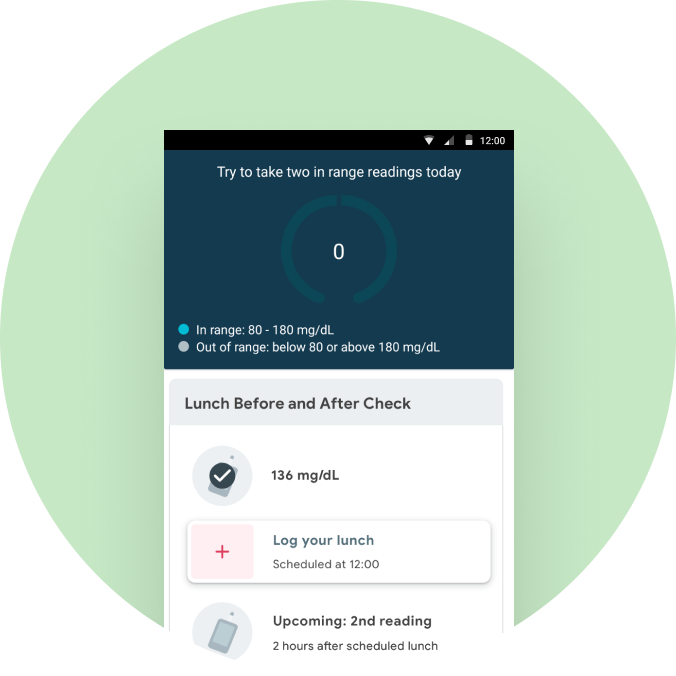 12:00
Try to take two in range readings today
0
In range: 80 - 180 mg/dL
Out of range: below 80 or above 180 mg/dL
Lunch Before and After Check
136 mg/dL
Log your lunch
Scheduled at 12:00
Upcoming: 2nd reading
2 hours after scheduled lunch